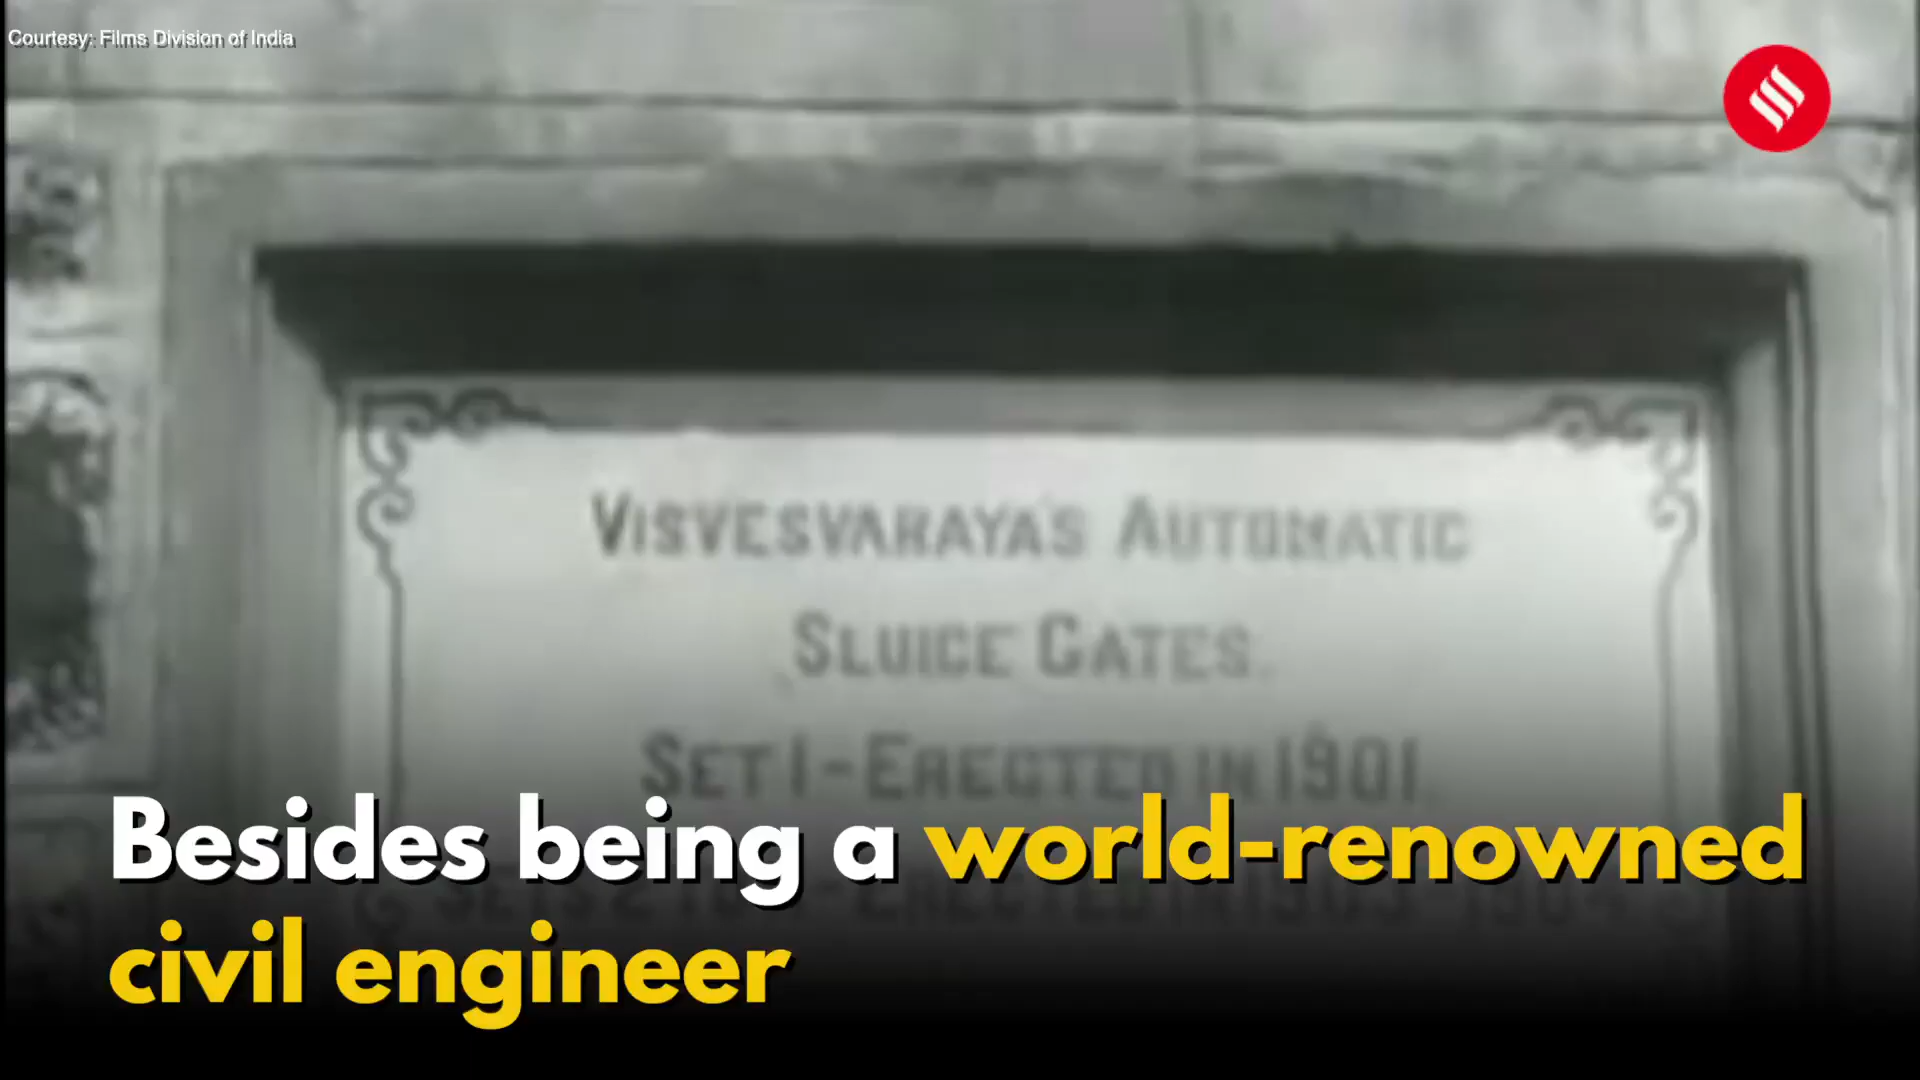 Courtesy: Films Division of India
VISVESVARAYA'S AUTOMATIC
SLUICE GATES.
SET 1 - ERECTED IN 1901.
Besides being a world-renowned
civil engineer